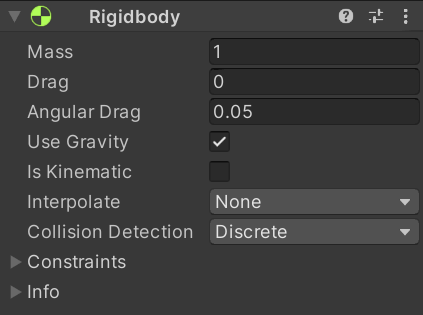 Rigidbody
Mass 1
Drag 0
Angular Drag 0.05
Use Gravity
Is Kinematic
Interpolate None
Collision Detection Discrete
Constraints
Info